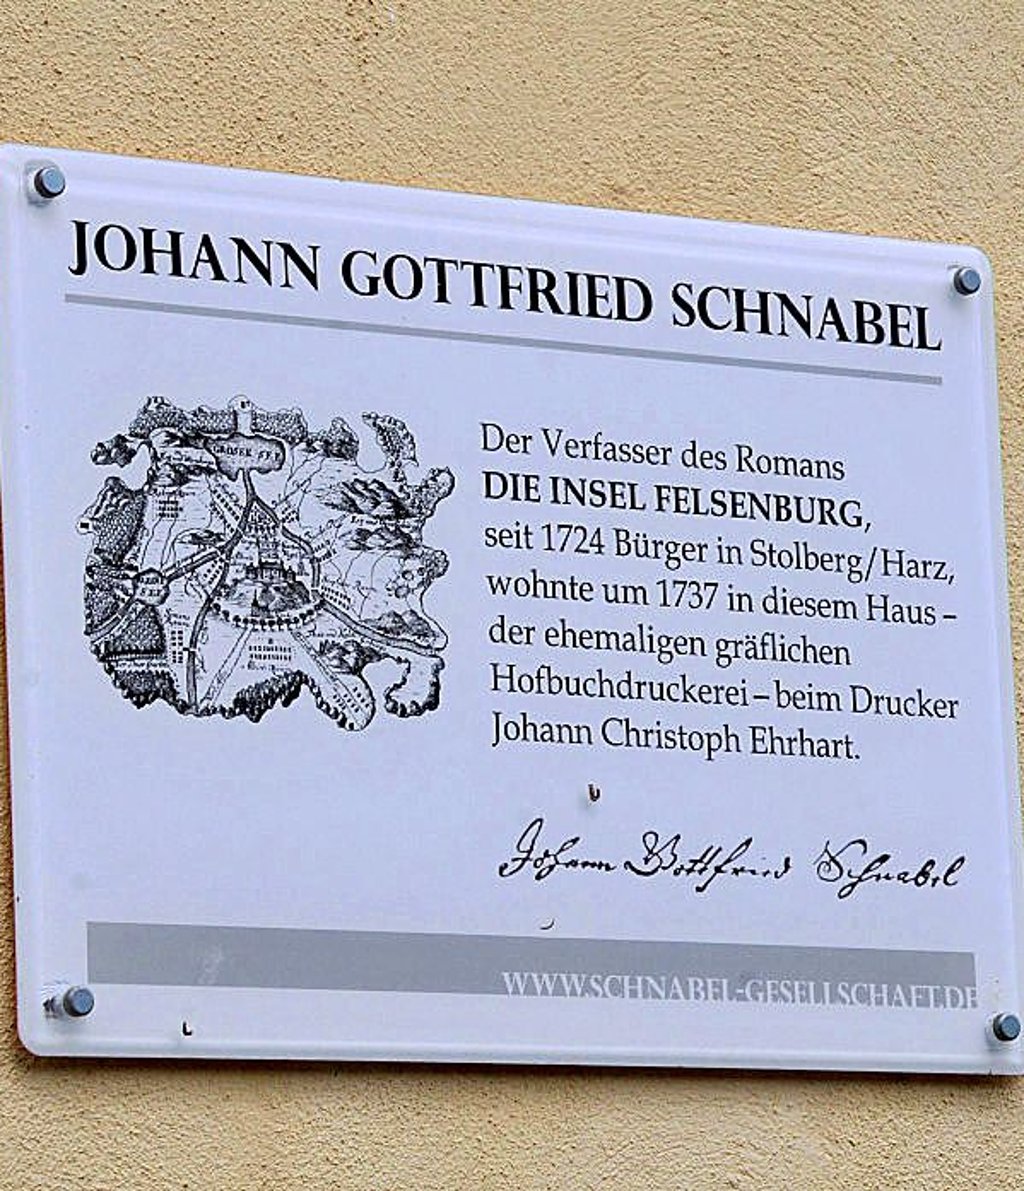 JOHANN GOTTFRIED SCHNABEL
GROSER SEE
Der Verfasser des Romans
DIE INSEL FELSENBURG,
seit 1724 Bürger in Stolberg/Harz,
wohnte um 1737 in diesem Haus –
der ehemaligen gräflichen
Hofbuchdruckerei – beim Drucker
Johann Christoph Ehrhart.
Johann Gottfried Schnabel
WWW.SCHNABEL-GESELLSCHAFT.DE